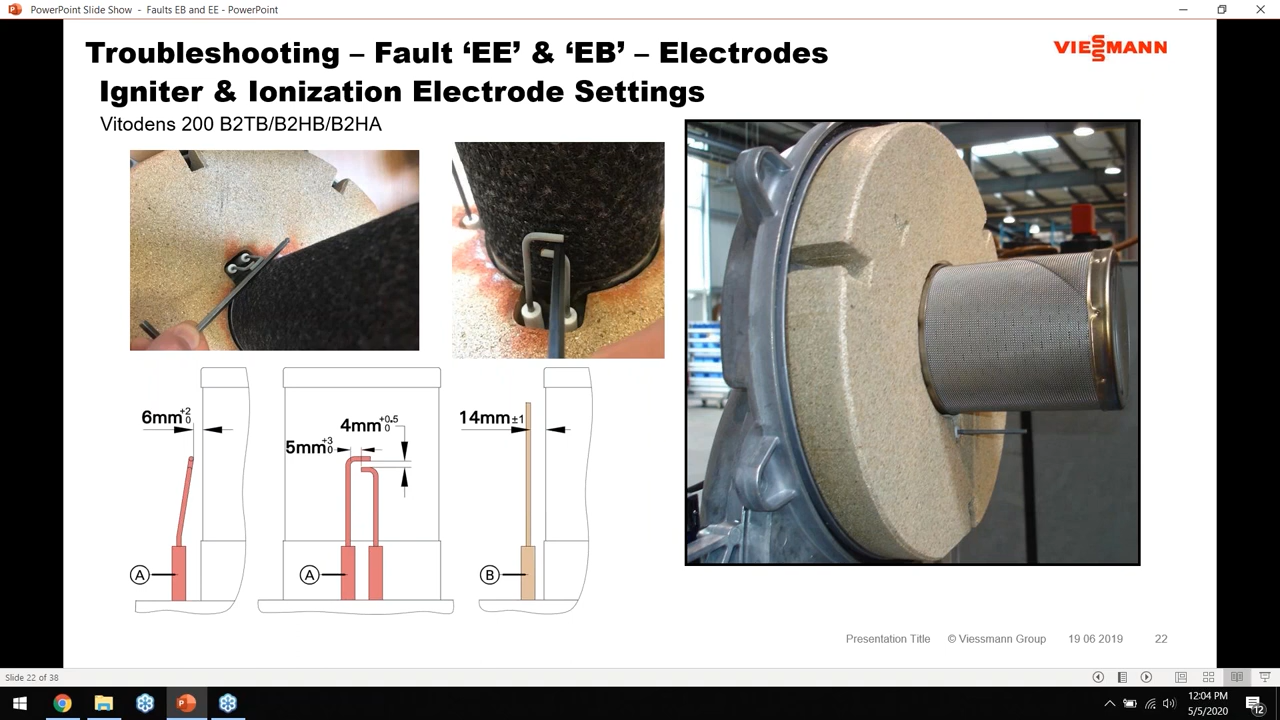 PowerPoint Slide Show - Faults EB and EE - PowerPoint
Troubleshooting – Fault ‘EE’ & ‘EB’ – Electrodes
VIESSMANN
Igniter & Ionization Electrode Settings
Vitodens 200 B2TB/B2HB/B2HA
6mm +2 0
5mm +3 0
4mm +0.5 0
14mm ±1
A
A
B
Presentation Title © Viessmann Group 19 06 2019 22
Slide 22 of 38
12:04 PM
5/5/2020
12